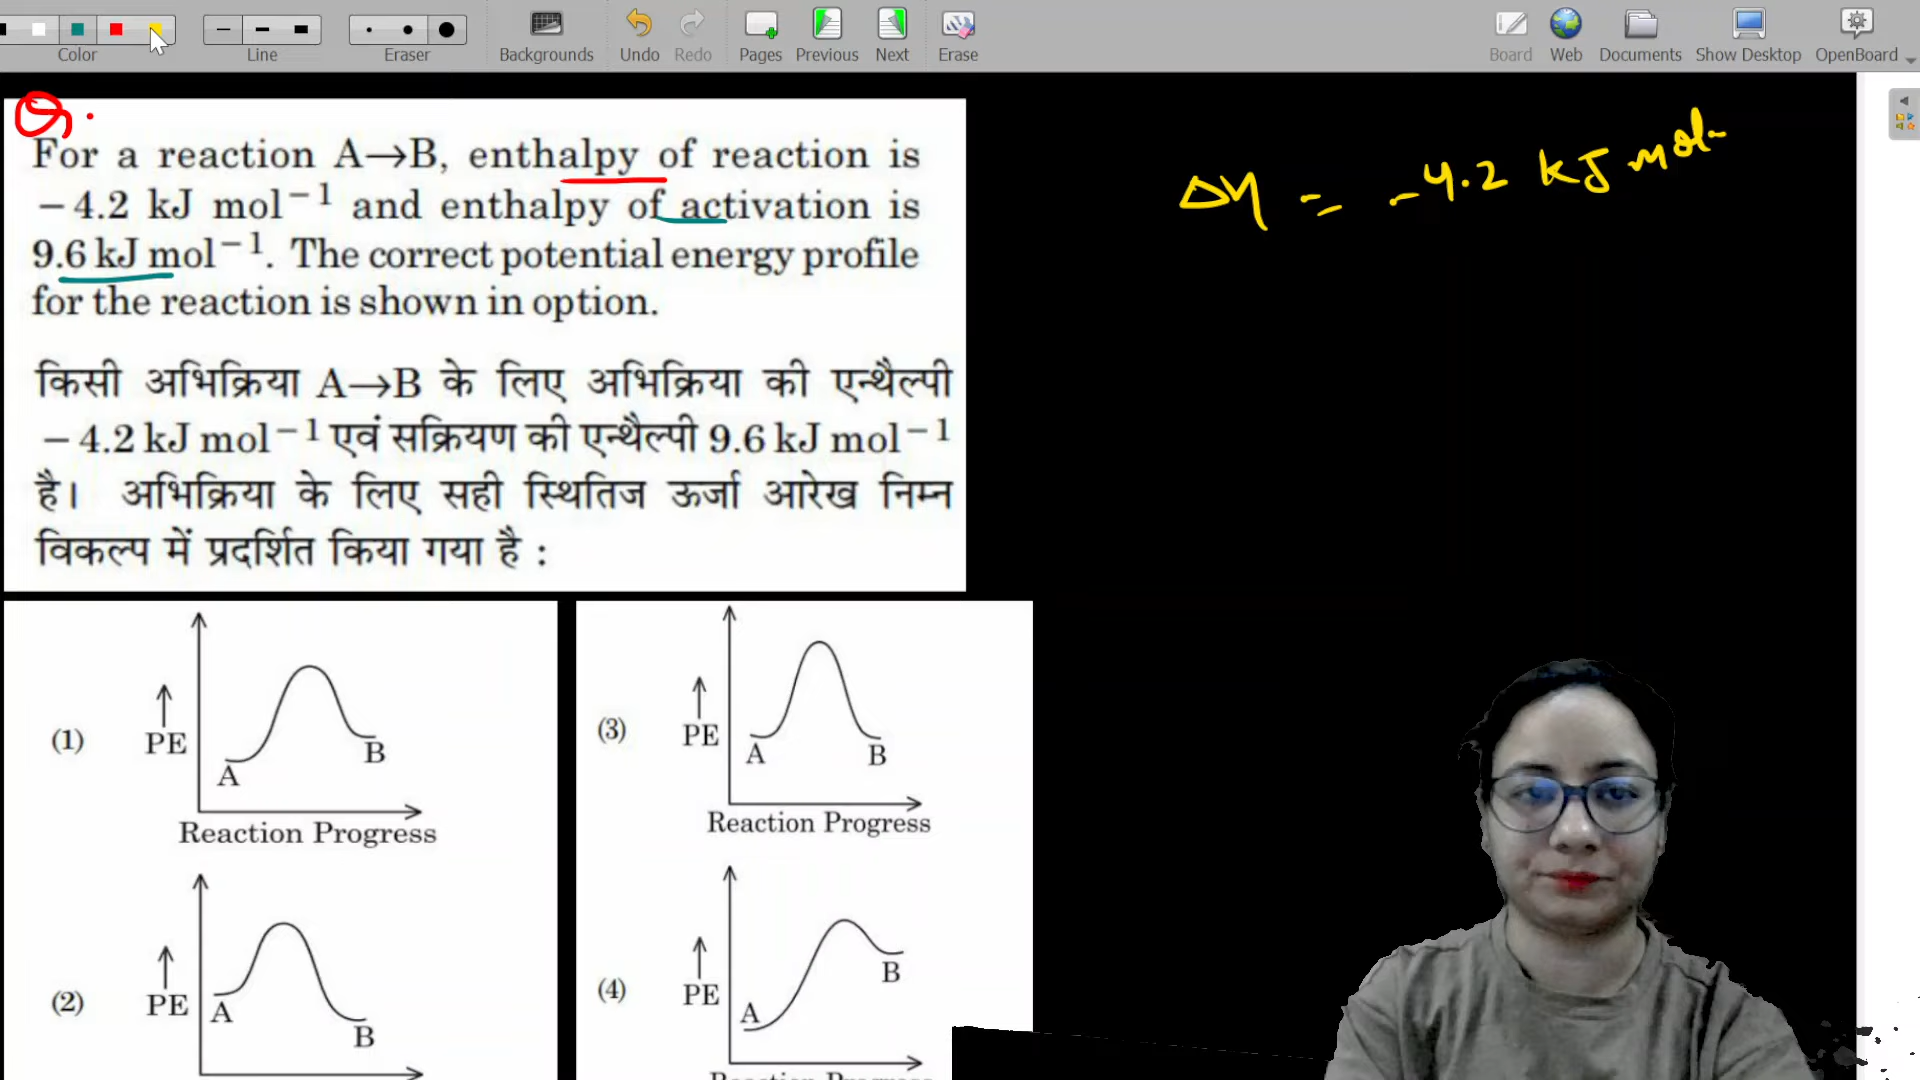 Color
Line
Eraser
Backgrounds
Undo
Redo
Pages
Previous
Next
Erase
Board
Web
Documents
Show Desktop
OpenBoard
Q.
For a reaction A→B, enthalpy of reaction is
−4.2 kJ mol⁻¹ and enthalpy of activation is
9.6 kJ mol⁻¹. The correct potential energy profile
for the reaction is shown in option.
किसी अभिक्रिया A→B के लिए अभिक्रिया की एन्थैल्पी
−4.2 kJ mol⁻¹ एवं सक्रियण की एन्थैल्पी 9.6 kJ mol⁻¹
है। अभिक्रिया के लिए सही स्थितिज ऊर्जा आरेख निम्न
विकल्प में प्रदर्शित किया गया है :
ΔH = -4.2 kJ mol-
(1)
PE
A
B
Reaction Progress
(3)
PE
A
B
Reaction Progress
(2)
PE
A
B
(4)
PE
A
B
Reaction Progress